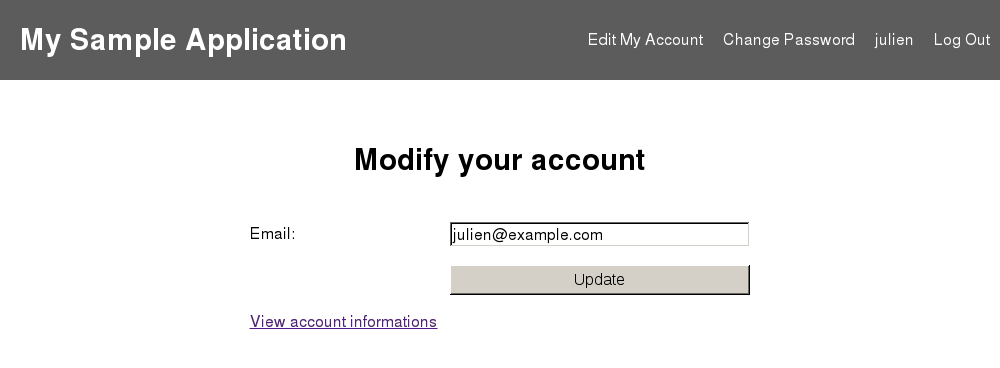 My Sample Application
Edit My Account Change Password julien Log Out
Modify your account
Email: julien@example.com
Update
View account informations